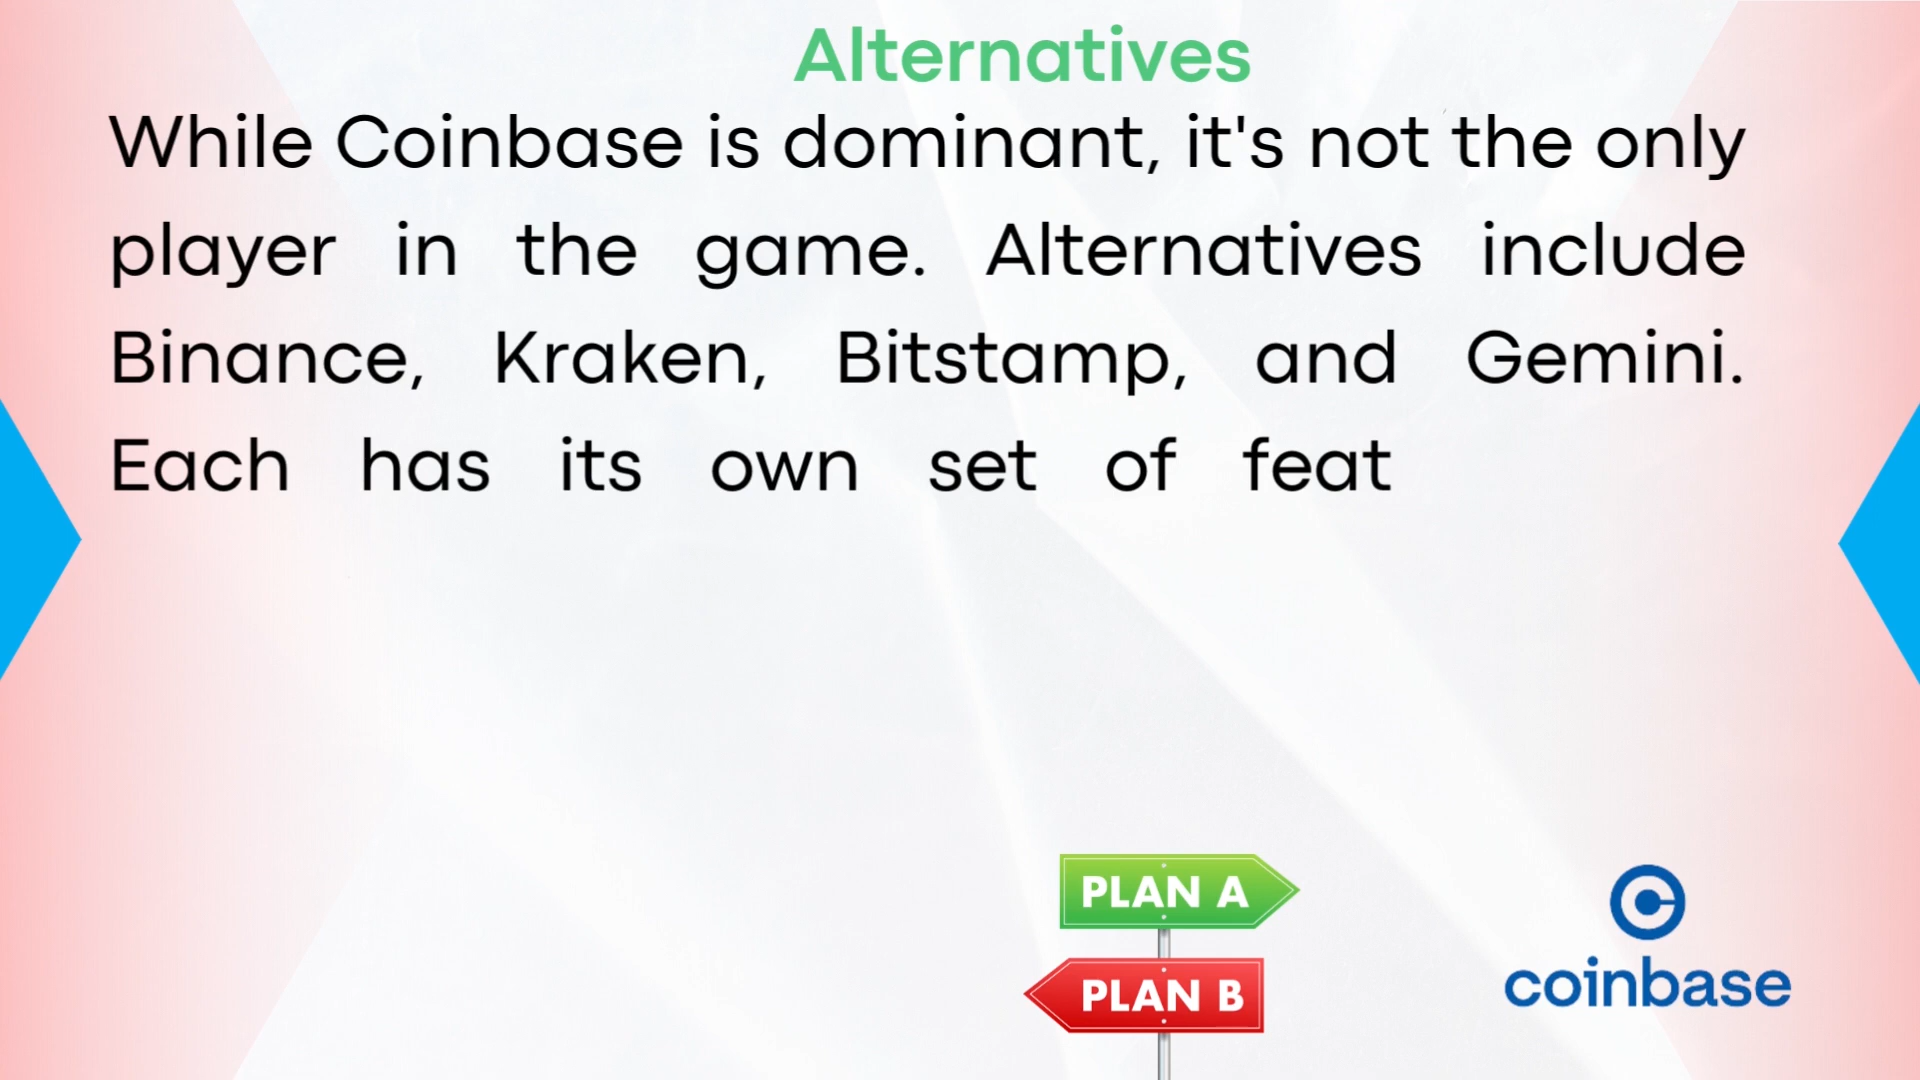 Alternatives
While Coinbase is dominant, it's not the only
player in the game. Alternatives include
Binance, Kraken, Bitstamp, and Gemini.
Each has its own set of feat
PLAN A
PLAN B
coinbase